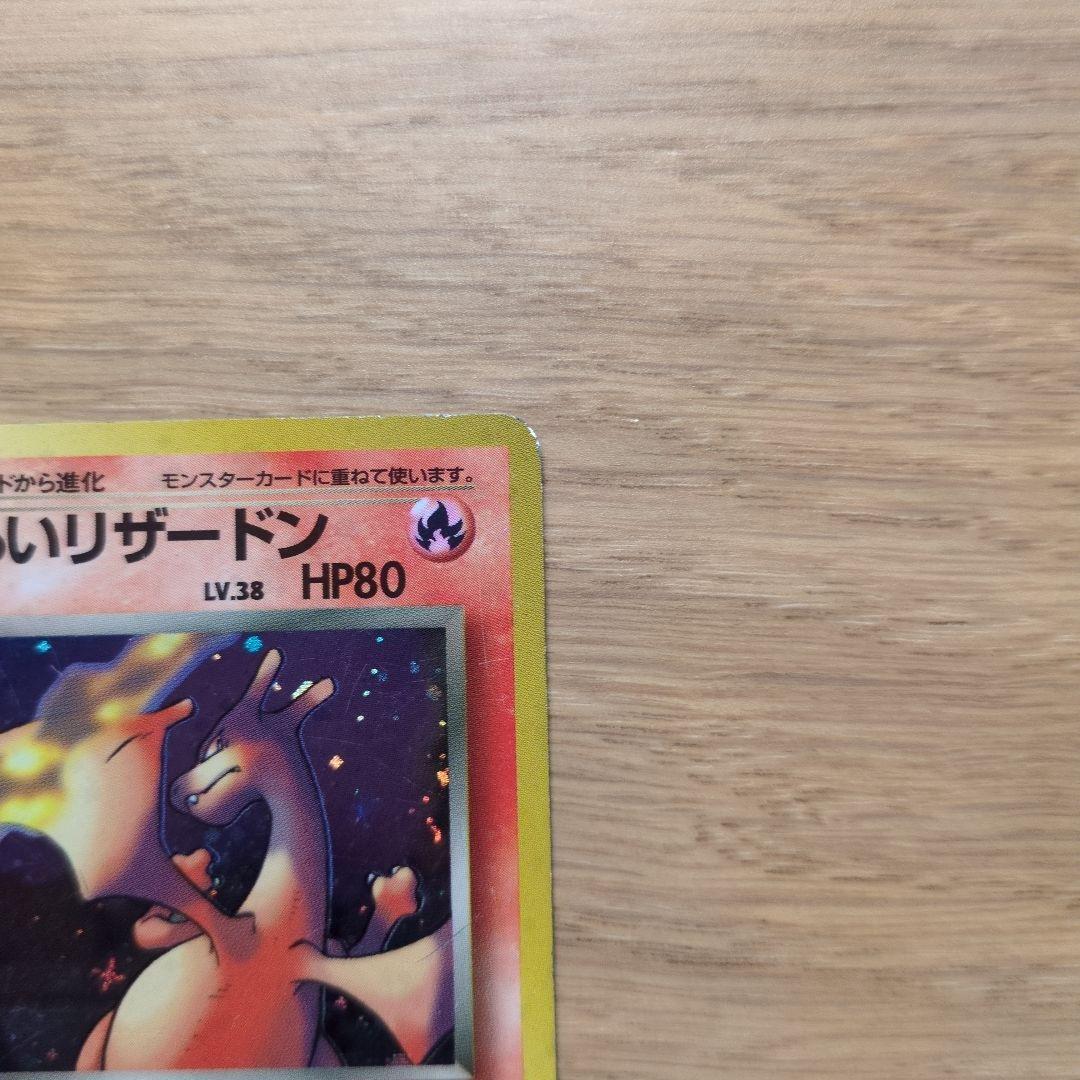 ドから進化 モンスターカードに重ねて使います。
いリザードン
LV.38 HP80